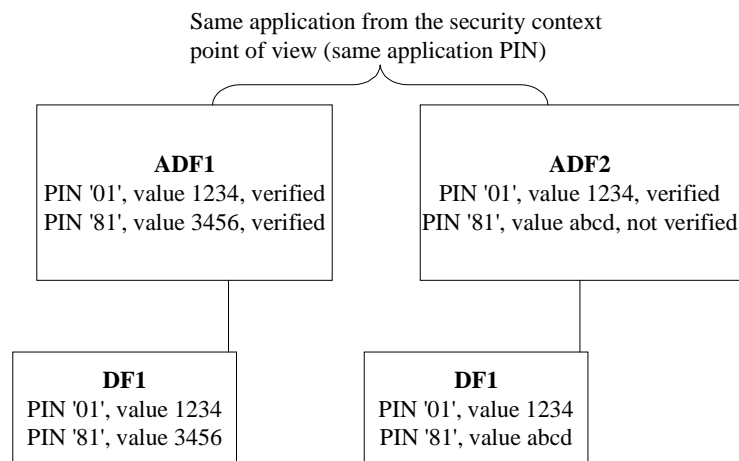 Same application from the security context
point of view (same application PIN)
ADF1
PIN '01', value 1234, verified
PIN '81', value 3456, verified
ADF2
PIN '01', value 1234, verified
PIN '81', value abcd, not verified
DF1
PIN '01', value 1234
PIN '81', value 3456
DF1
PIN '01', value 1234
PIN '81', value abcd